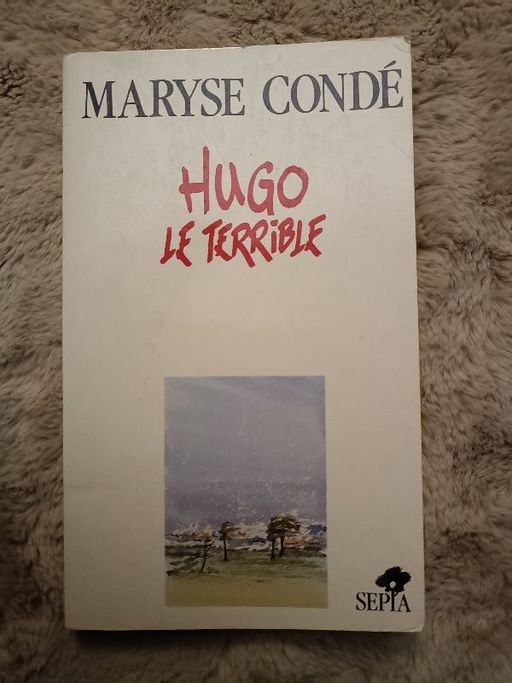 MARYSE CONDÉ
HUGO
LE TERRiBLE
SEPIA